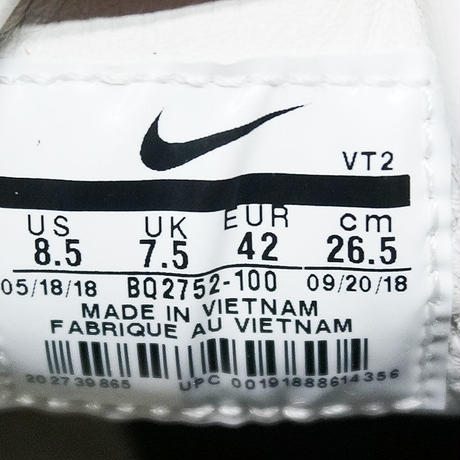 VT2
US UK EUR cm
8.5 7.5 42 26.5
05/18/18 BQ2752-100 09/20/18
MADE IN VIETNAM
FABRIQUE AU VIETNAM
202739865 UPC 00191888614356